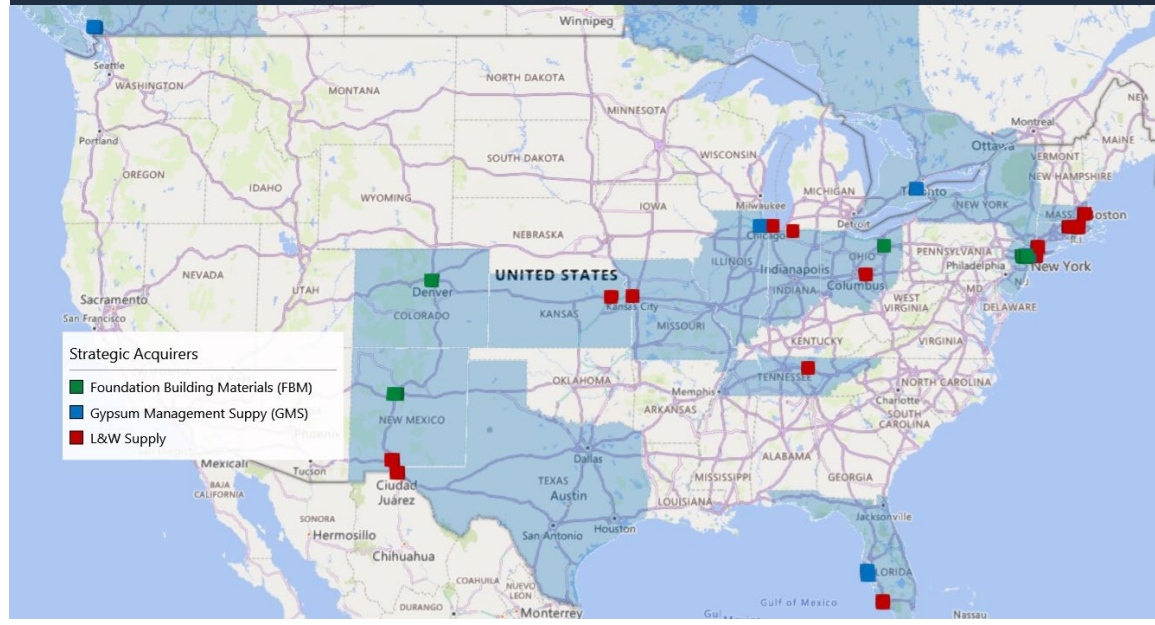 Winnipeg
Seattle
WASHINGTON
MONTANA
NORTH DAKOTA
MINNESOTA
Montreal
NEW
MAINE
Portland
Ottawa
VERMONT
OREGON
IDAHO
SOUTH DAKOTA
WISCONSIN
MICHIGAN
Toronto
NEW HAMPSHIRE
WYOMING
Milwaukee
Detroit
NEW YORK
IOWA
MASS
Boston
R.I.
Chicago
NEBRASKA
ILLINOIS
OHIO
PENNSYLVANIA
NEVADA
UNITED STATES
Indianapolis
Philadelphia
New York
UTAH
Denver
Columbus
MD
NJ
Sacramento
COLORADO
KANSAS
Kansas City
INDIANA
WEST
VIRGINIA
DELAWARE
San Francisco
MISSOURI
KENTUCKY
VIRGINIA
Strategic Acquirers
Foundation Building Materials (FBM)
Gypsum Management Suppy (GMS)
L&W Supply
OKLAHOMA
TENNESSEE
Memphis
NORTH CAROLINA
Charlotte
NEW MEXICO
ARKANSAS
SOUTH
CAROLINA
Phoenix
Dallas
ALABAMA
Mexicali
Tucson
MISSISSIPPI
GEORGIA
BAJA
CALIFORNIA
Ciudad
Juárez
TEXAS
Austin
LOUISIANA
Jacksonville
SONORA
Hermosillo
San Antonio
Houston
Chihuahua
FLORIDA
COAHUILA
NUEVO
LEON
Gulf of Mexico
DURANGO
Monterrey
Nassau